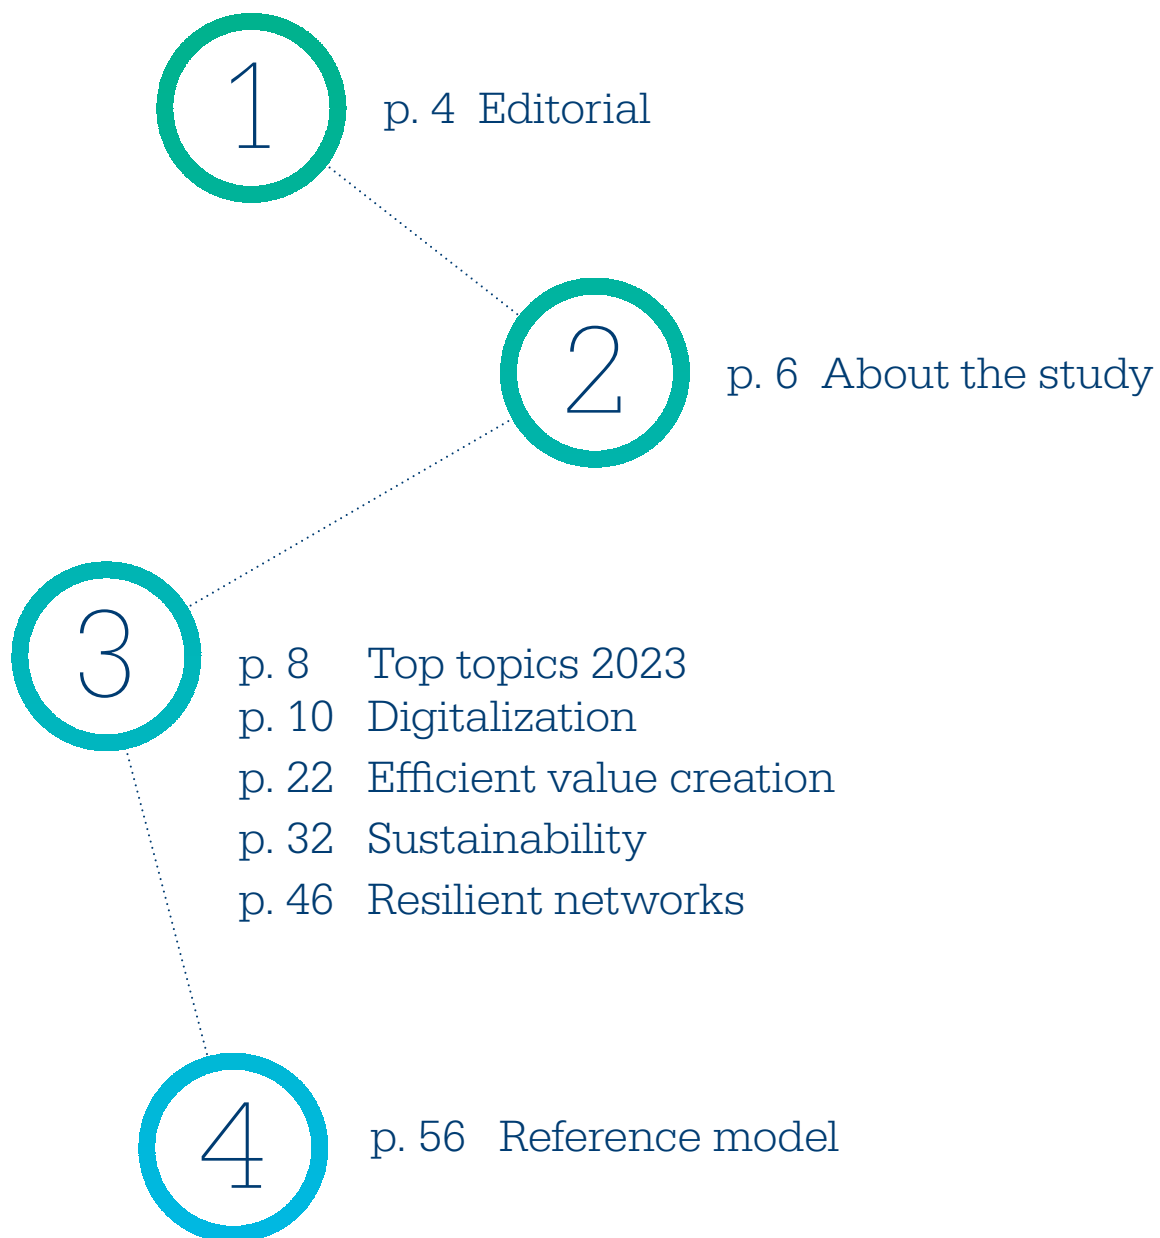 1
p. 4 Editorial
2
p. 6 About the study
3
p. 8 Top topics 2023
p. 10 Digitalization
p. 22 Efficient value creation
p. 32 Sustainability
p. 46 Resilient networks
4
p. 56 Reference model